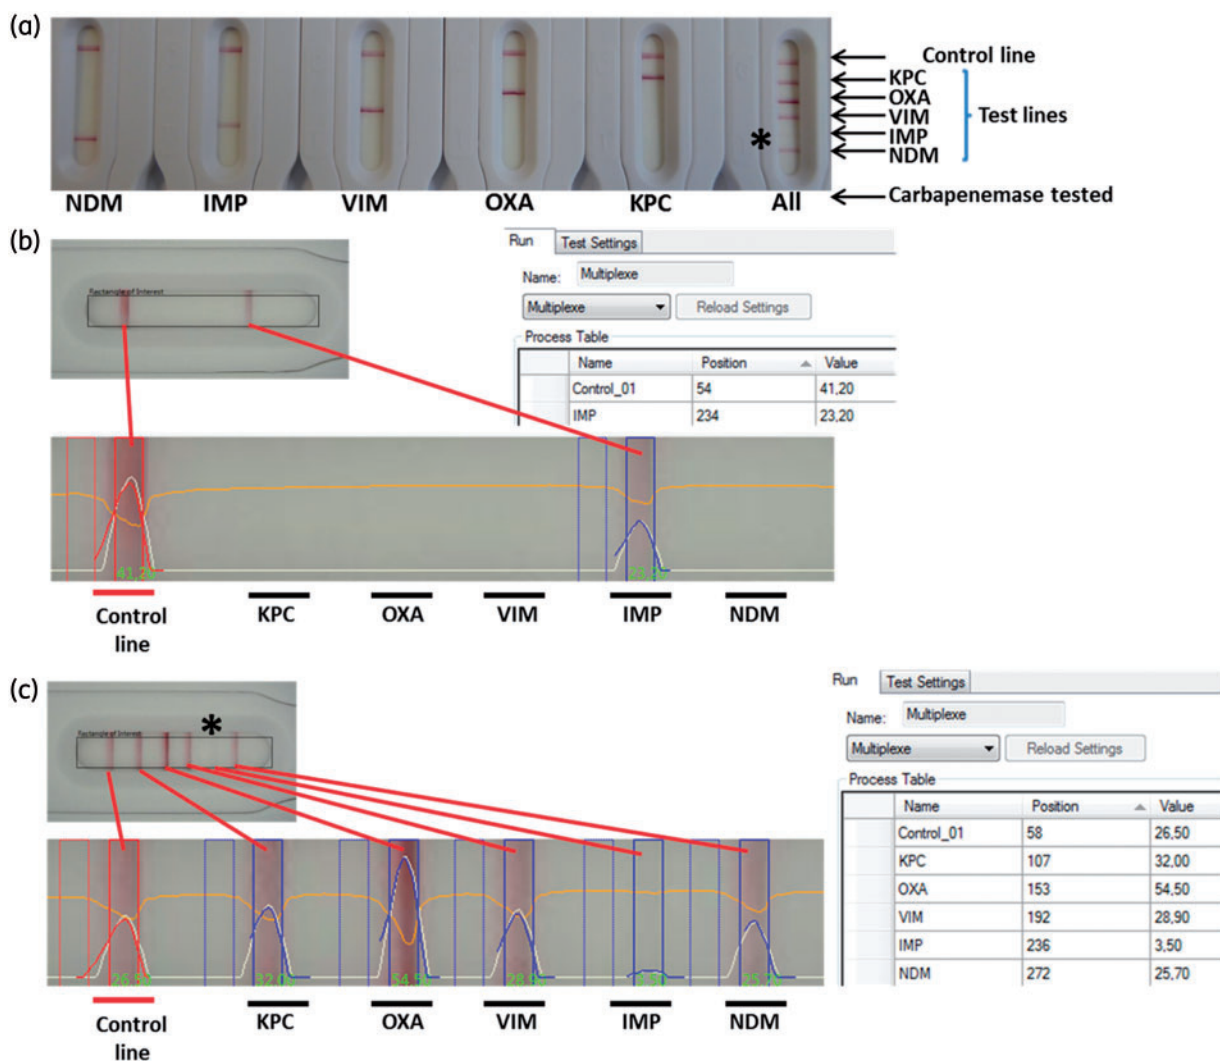 (a)
Control line
KPC
OXA
VIM
IMP
NDM
Test lines
*
NDM IMP VIM OXA KPC All
Carbapenemase tested
(b)
Rectangle of Interest
Run Test Settings
Name: Multiplexe
Multiplexe Reload Settings
Process Table
Name Position Value
Control_01 54 41,20
IMP 234 23,20
Control line KPC OXA VIM IMP NDM
(c)
*
Rectangle of Interest
Run Test Settings
Name: Multiplexe
Multiplexe Reload Settings
Process Table
Name Position Value
Control_01 58 26,50
KPC 107 32,00
OXA 153 54,50
VIM 192 28,90
IMP 236 3,50
NDM 272 25,70
Control line KPC OXA VIM IMP NDM